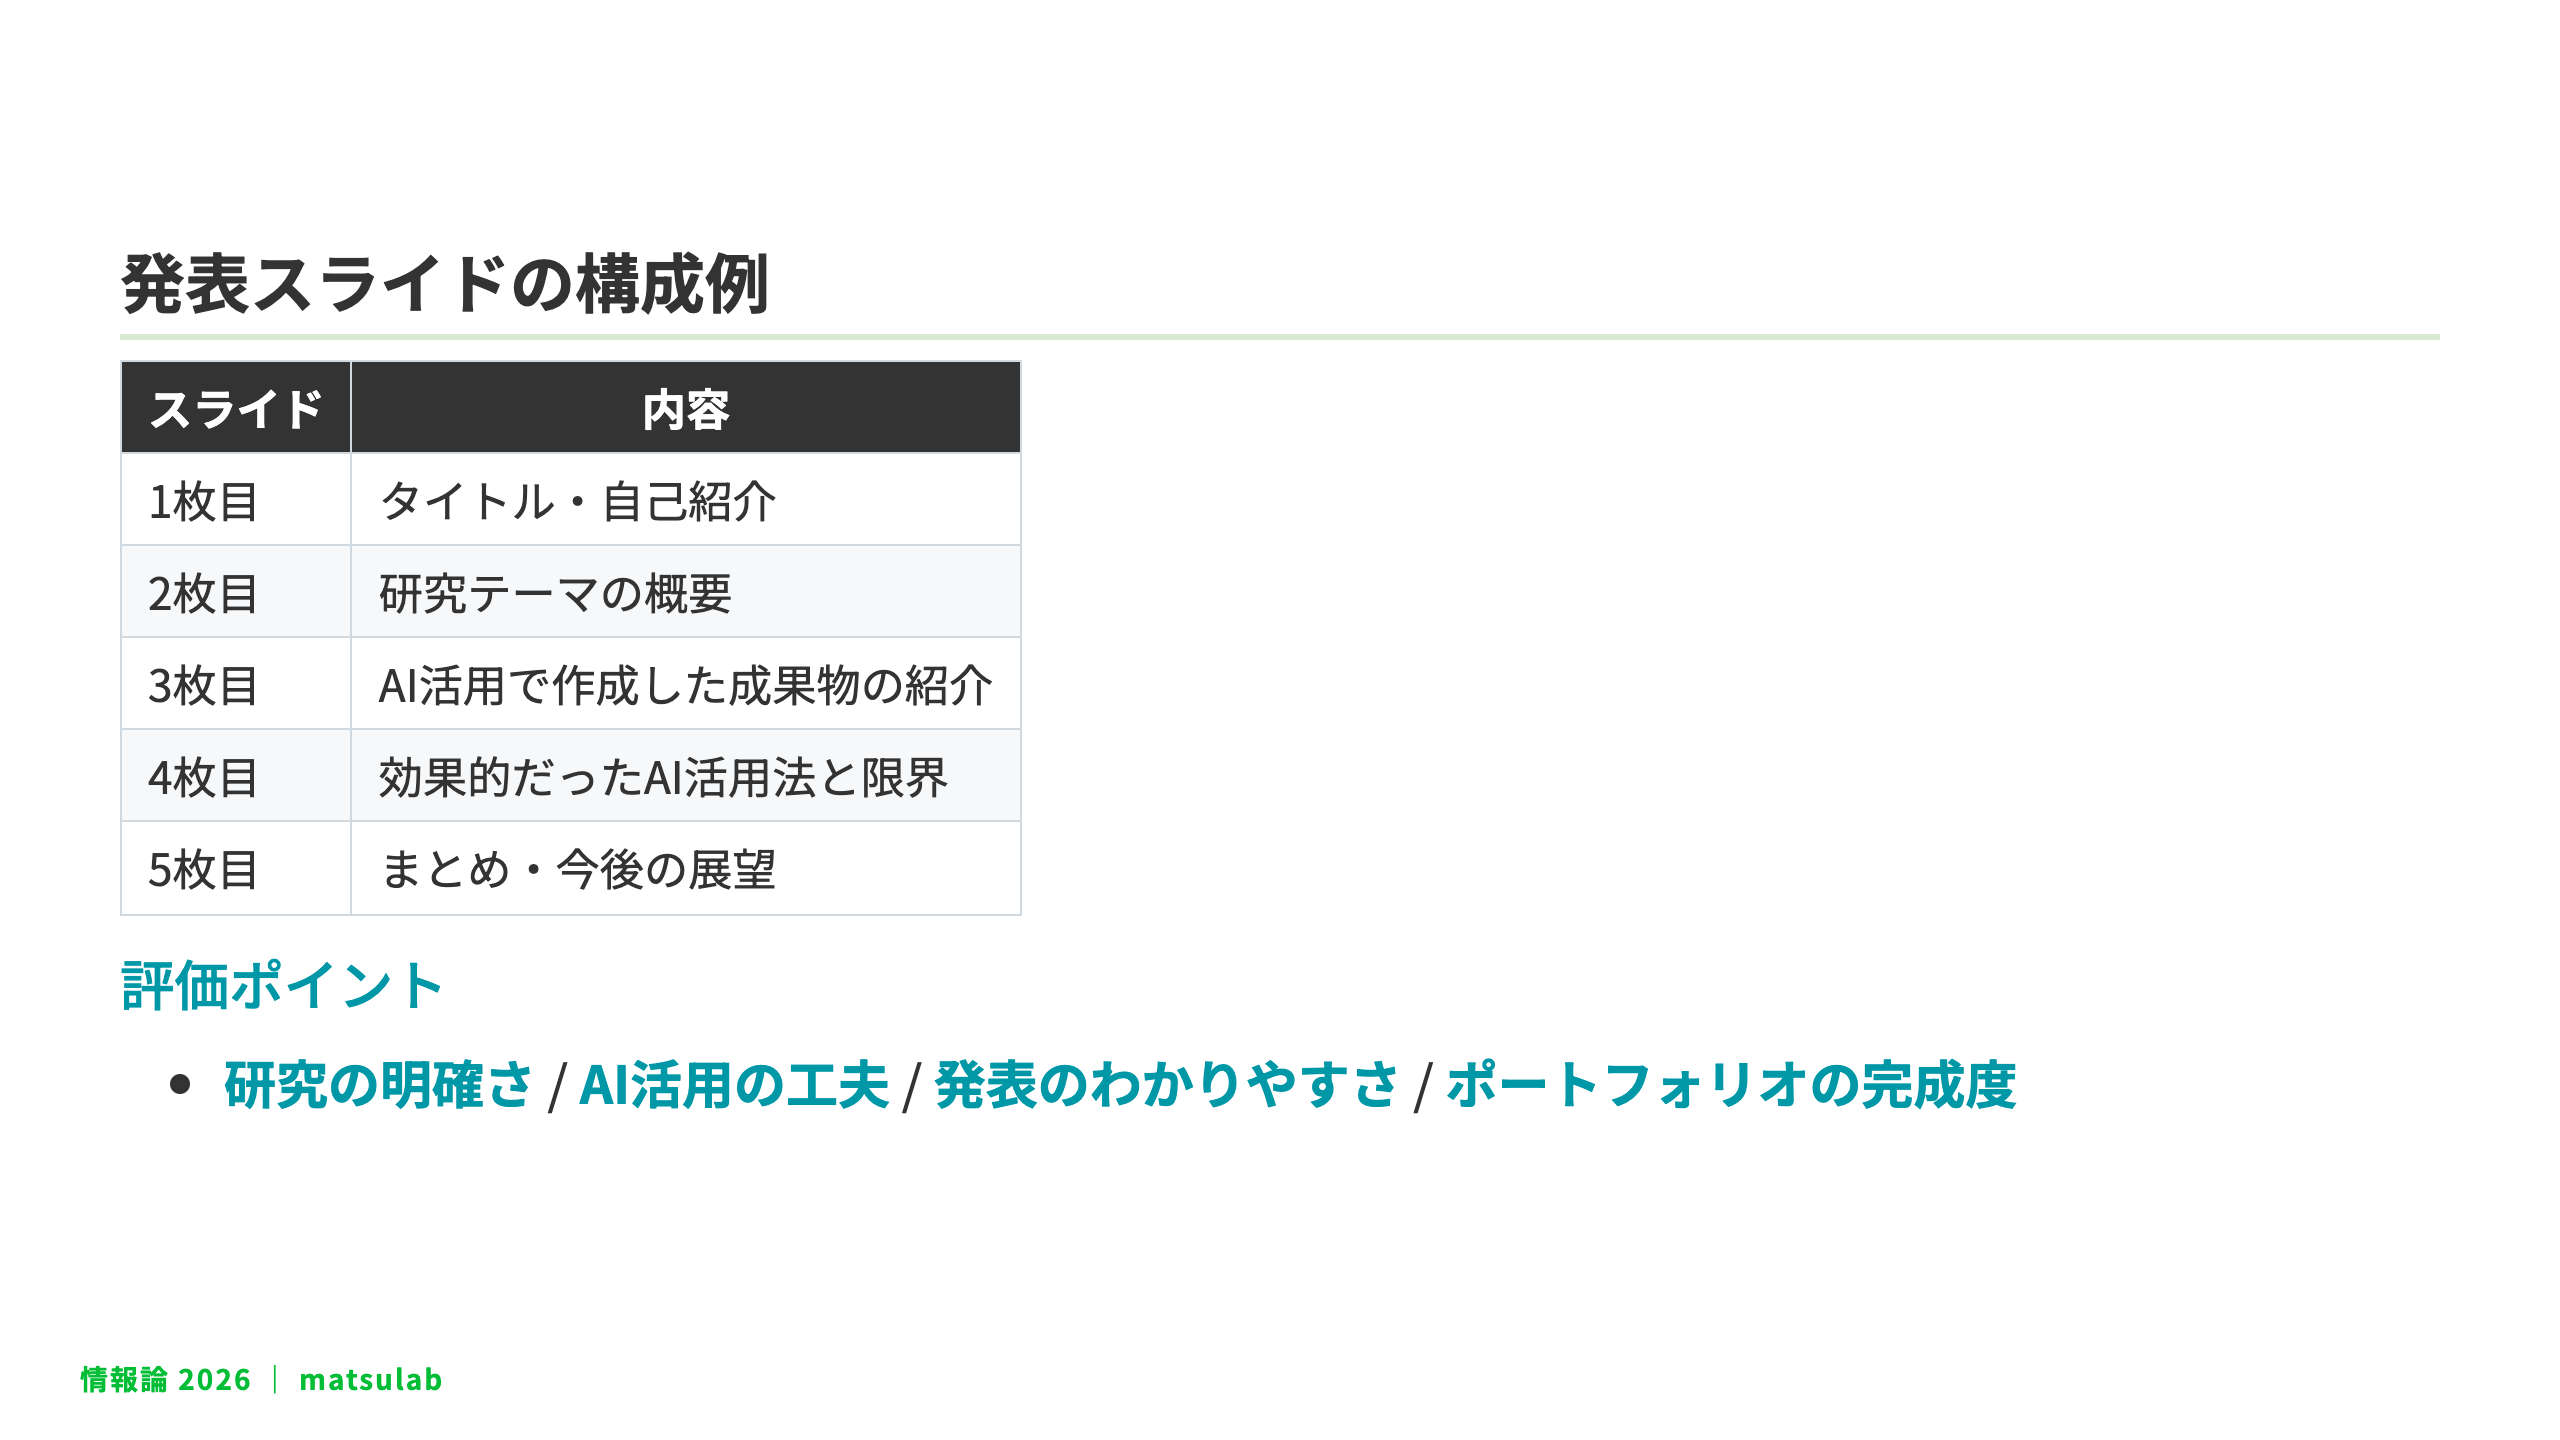 発表スライドの構成例
スライド 内容
1枚目 タイトル・自己紹介
2枚目 研究テーマの概要
3枚目 AI活用で作成した成果物の紹介
4枚目 効果的だったAI活用法と限界
5枚目 まとめ・今後の展望
評価ポイント
• 研究の明確さ / AI活用の工夫 / 発表のわかりやすさ / ポートフォリオの完成度
情報論 2026 ｜ matsulab